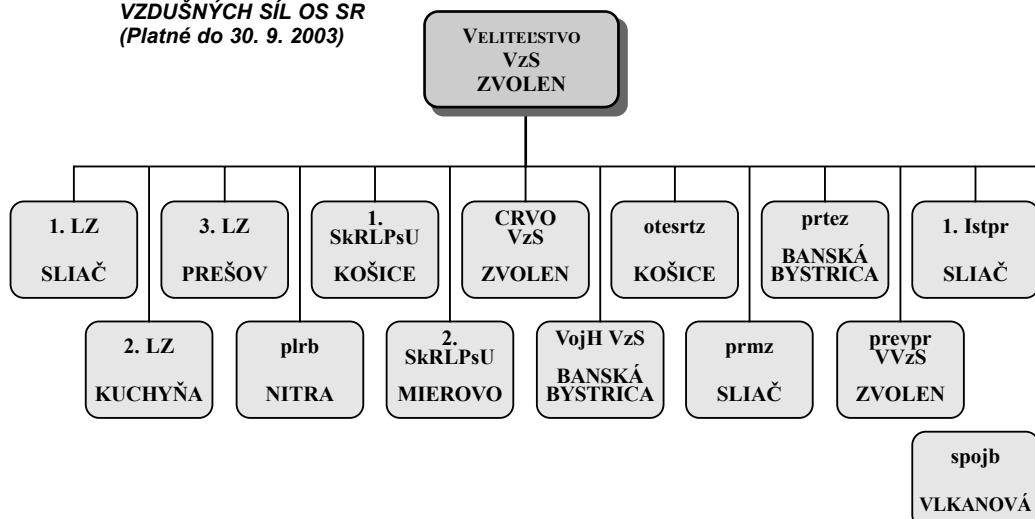 VZDUŠNÝCH SÍL OS SR
(Platné do 30. 9. 2003)
VELITEĽSTVO
VZS
ZVOLEN
1. LZ
SLIAČ
3. LZ
PREŠOV
1.
SkRLPsU
KOŠICE
CRVO
VzS
ZVOLEN
otesrtz
KOŠICE
prtez
BANSKÁ
BYSTRICA
1. Istpr
SLIAČ
2. LZ
KUCHYŇA
plrb
NITRA
2.
SkRLPsU
MIEROVO
VojH VzS
BANSKÁ
BYSTRICA
prmz
SLIAČ
prevpr
VVzS
ZVOLEN
spojb
VLKANOVÁ